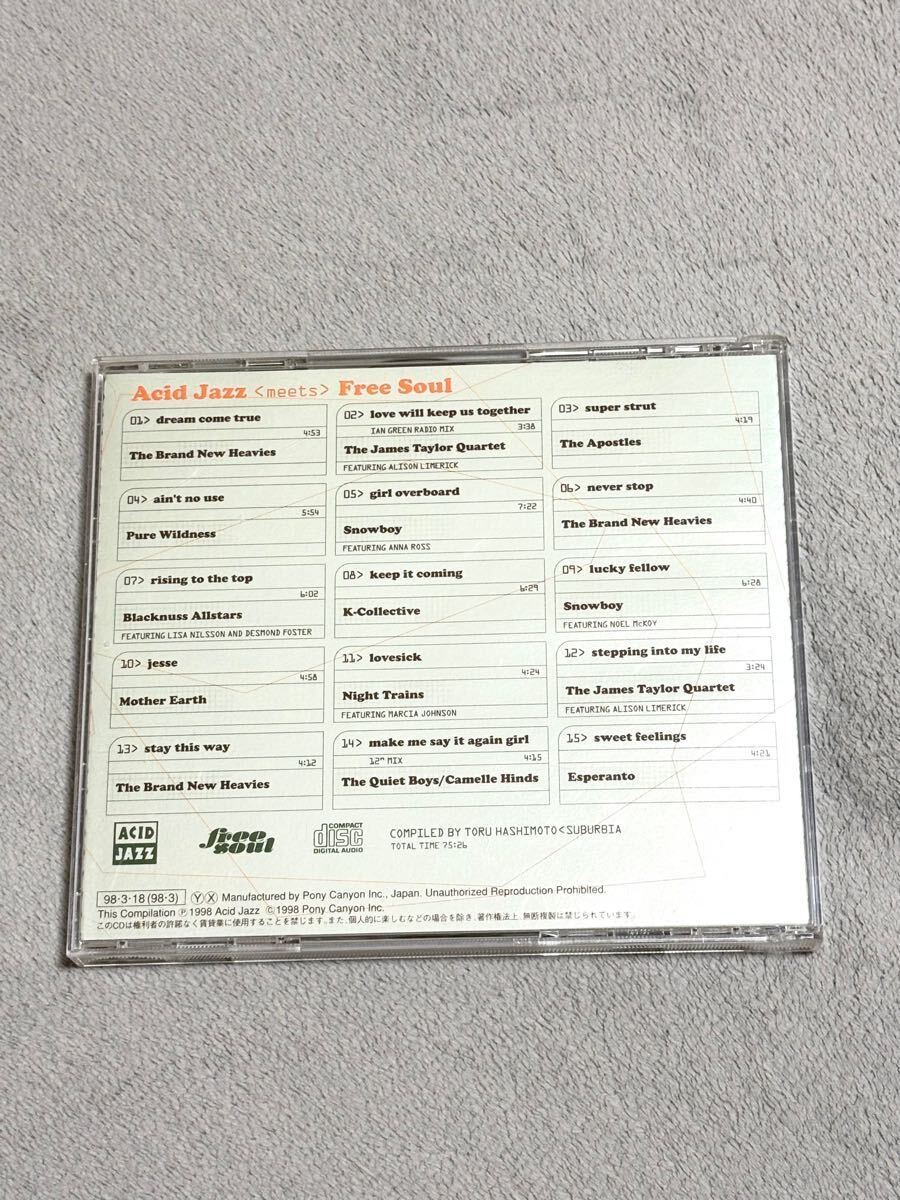 Acid Jazz <meets> Free Soul
01> dream come true
4:53
The Brand New Heavies
02> love will keep us together
IAN GREEN RADIO MIX 3:38
The James Taylor Quartet
FEATURING ALISON LIMERICK
03> super strut
4:19
The Apostles
04> ain't no use
5:54
Pure Wildness
05> girl overboard
7:22
Snowboy
FEATURING ANNA ROSS
06> never stop
4:40
The Brand New Heavies
07> rising to the top
6:02
Blacknuss Allstars
FEATURING LISA NILSSON AND DESMOND FOSTER
08> keep it coming
6:29
K-Collective
09> lucky fellow
6:28
Snowboy
FEATURING NOEL McKOY
10> jesse
4:58
Mother Earth
11> lovesick
4:24
Night Trains
FEATURING MARCIA JOHNSON
12> stepping into my life
3:24
The James Taylor Quartet
FEATURING ALISON LIMERICK
13> stay this way
4:12
The Brand New Heavies
14> make me say it again girl
12" MIX 4:15
The Quiet Boys/Camelle Hinds
15> sweet feelings
4:21
Esperanto
ACID
JAZZ
free
soul
COMPACT
disc
DIGITAL AUDIO
COMPILED BY TORU HASHIMOTO<SUBURBIA
TOTAL TIME 75:26
98·3·18 (98·3) Ⓨ Ⓧ Manufactured by Pony Canyon Inc., Japan. Unauthorized Reproduction Prohibited.
This Compilation Ⓟ1998 Acid Jazz Ⓒ1998 Pony Canyon Inc.
このCDは権利者の許諾なく賃貸業に使用することを禁じます。また、個人的に楽しむなどの場合を除き、著作権法上、無断複製は禁じられています。